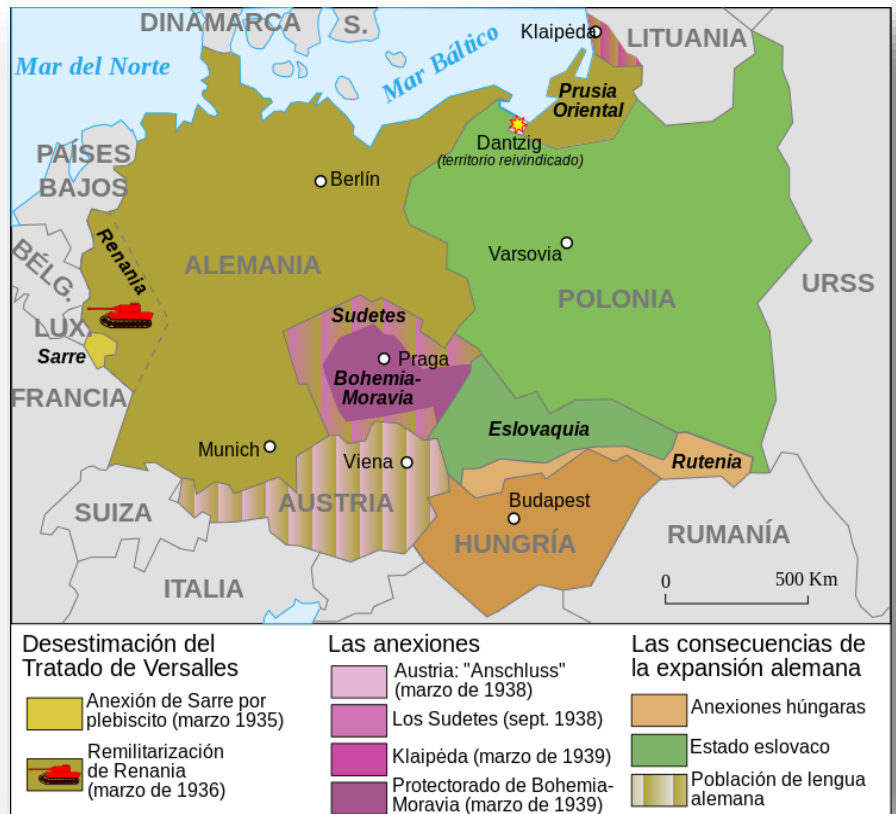 DINAMARCA
S.
Mar del Norte
Mar Báltico
Klaipėda
LITUANIA
Prusia
Oriental
Dantzig
(territorio reivindicado)
PAÍSES
BAJOS
Berlín
Renania
BÉLG.
ALEMANIA
Varsovia
POLONIA
URSS
LUX.
Sarre
Sudetes
Praga
Bohemia-
Moravia
FRANCIA
Eslovaquia
Munich
Viena
Rutenia
SUIZA
AUSTRIA
Budapest
HUNGRÍA
RUMANÍA
ITALIA
0
500 Km
Desestimación del
Tratado de Versalles
Anexión de Sarre por
plebiscito (marzo 1935)
Remilitarización
de Renania
(marzo de 1936)
Las anexiones
Austria: "Anschluss"
(marzo de 1938)
Los Sudetes (sept. 1938)
Klaipėda (marzo de 1939)
Protectorado de Bohemia-
Moravia (marzo de 1939)
Las consecuencias de
la expansión alemana
Anexiones húngaras
Estado eslovaco
Población de lengua
alemana